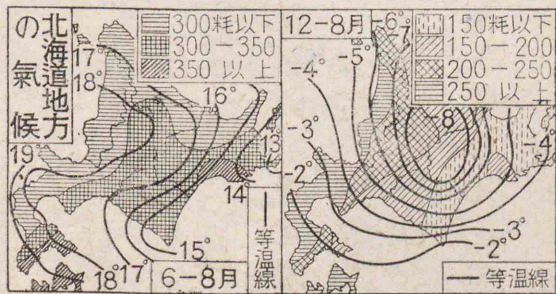 北海道地方
の氣候
300粍以下
300-350
350以上
17°
18°
16°
19°
13
14°
15°
18°
17°
6-8月
等温線
12-8月
150粍以下
150-200
200-250
250以上
-6°
-7
-5°
-4°
-3°
-2°
8
-4
-3°
-2°
等温線